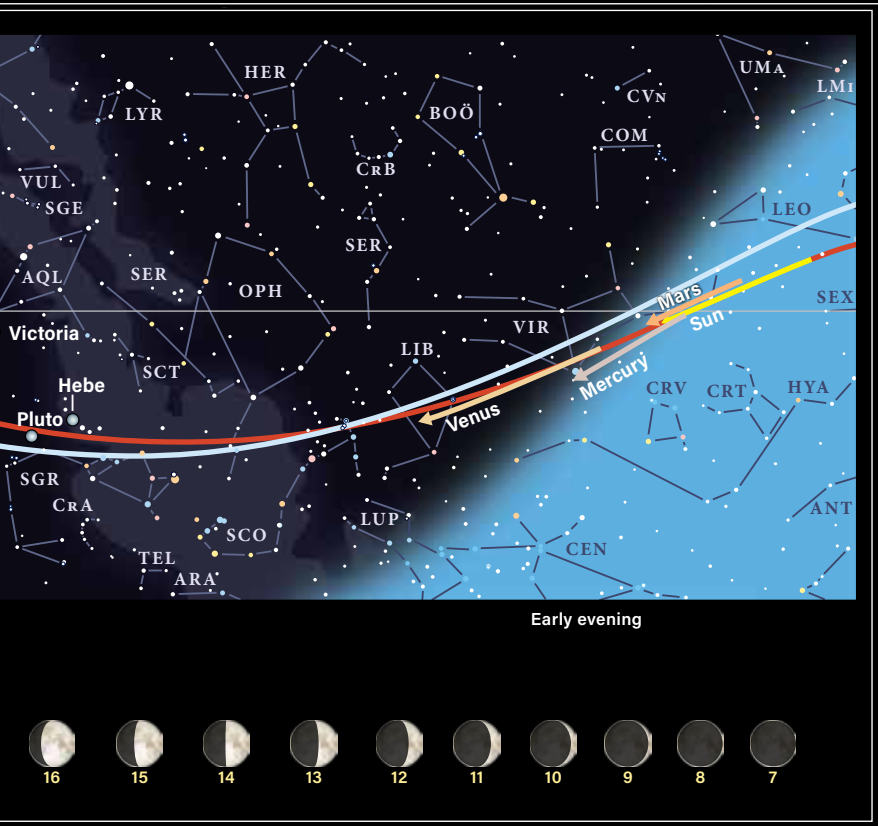 HER
UMa
LMi
LYR
BOÖ
CVn
COM
CrB
VUL
SGE
LEO
SER
AQL
SER
OPH
Mars
SEX
Sun
VIR
Victoria
LIB
SCT
Mercury
Hebe
CRV
CRT
HYA
Pluto
Venus
SGR
CrA
ANT
LUP
SCO
CEN
TEL
ARA
Early evening
16 15 14 13 12 11 10 9 8 7